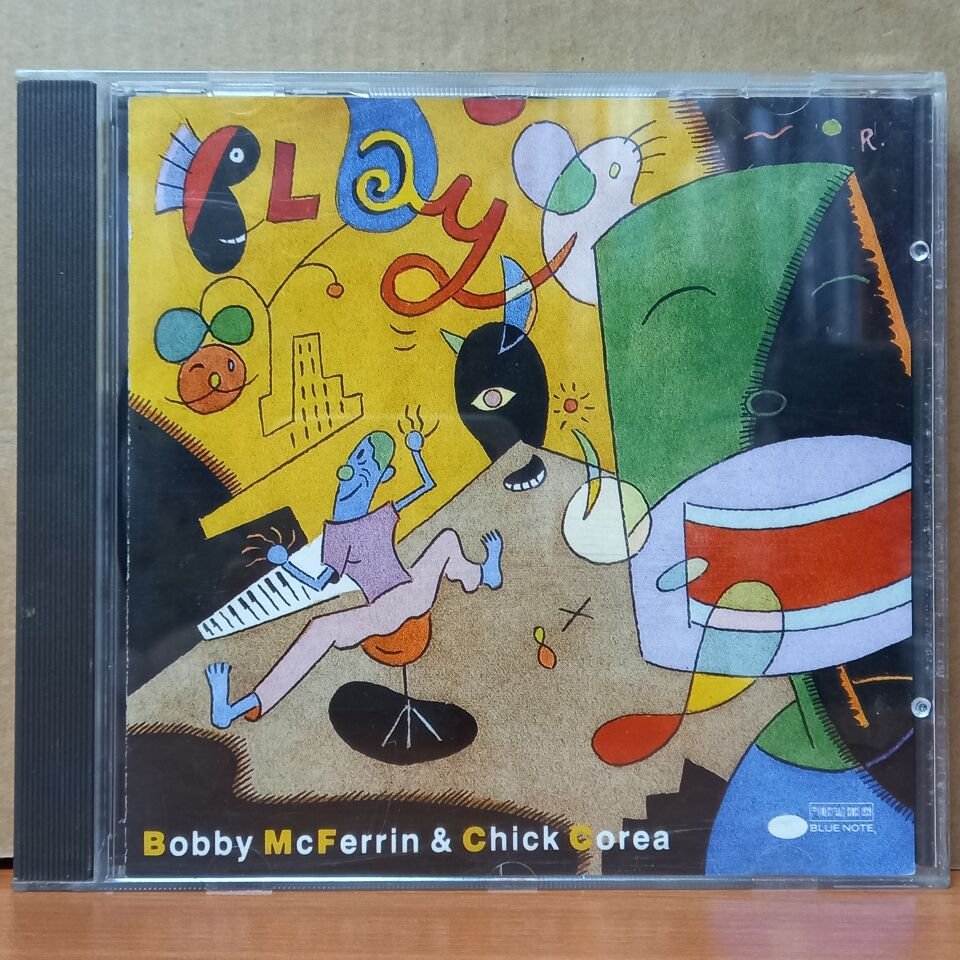 Play
R.
Bobby McFerrin & Chick Corea
BLUE NOTE